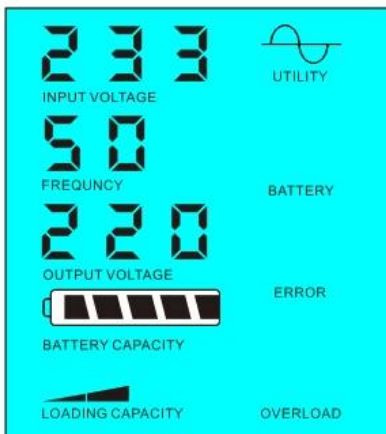 233
UTILITY
INPUT VOLTAGE
50
FREQUNCY
BATTERY
220
OUTPUT VOLTAGE
ERROR
BATTERY CAPACITY
LOADING CAPACITY
OVERLOAD